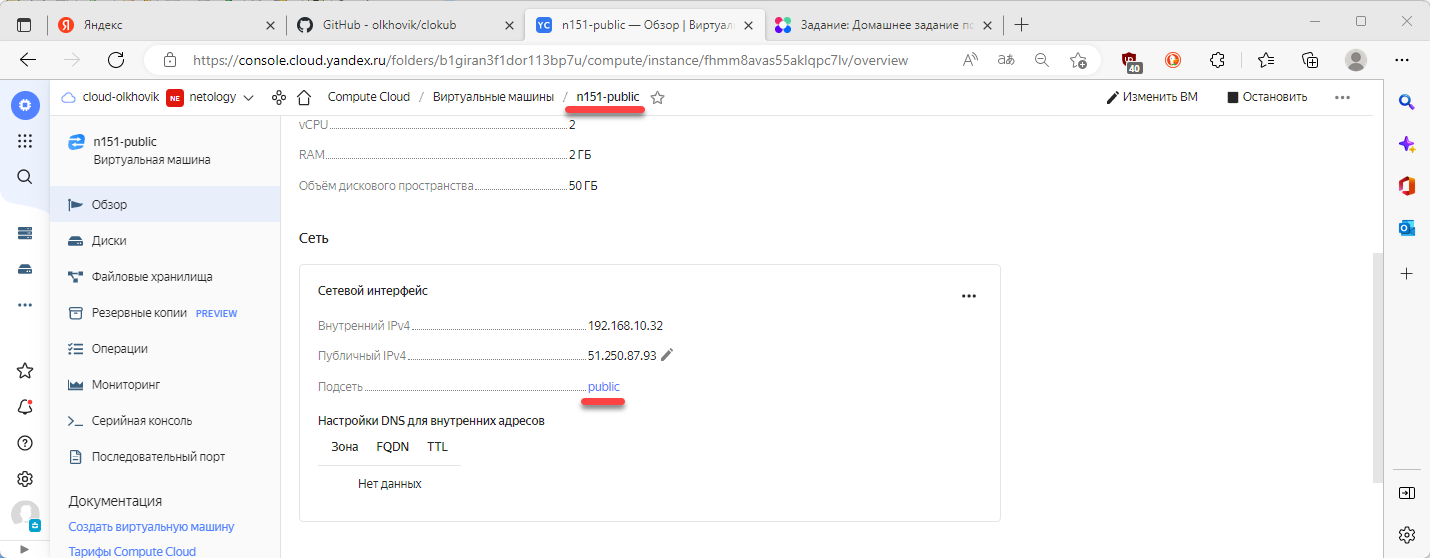 Яндекс
GitHub - olkhovik/clokub
YC n151-public — Обзор | Виртуал
Задание: Домашнее задание по
https://console.cloud.yandex.ru/folders/b1giran3f1dor113bp7u/compute/instance/fhmm8avas55aklqpc7lv/overview
40
cloud-olkhovik NE netology Compute Cloud / Виртуальные машины / n151-public Изменить ВМ Остановить
n151-public
Виртуальная машина
Обзор
Диски
Файловые хранилища
Резервные копии PREVIEW
Операции
Мониторинг
Серийная консоль
Последовательный порт
Документация
Создать виртуальную машину
Тарифы Compute Cloud
vCPU 2
RAM 2 ГБ
Объём дискового пространства 50 ГБ
Сеть
Сетевой интерфейс
Внутренний IPv4 192.168.10.32
Публичный IPv4 51.250.87.93
Подсеть public
Настройки DNS для внутренних адресов
Зона FQDN TTL
Нет данных